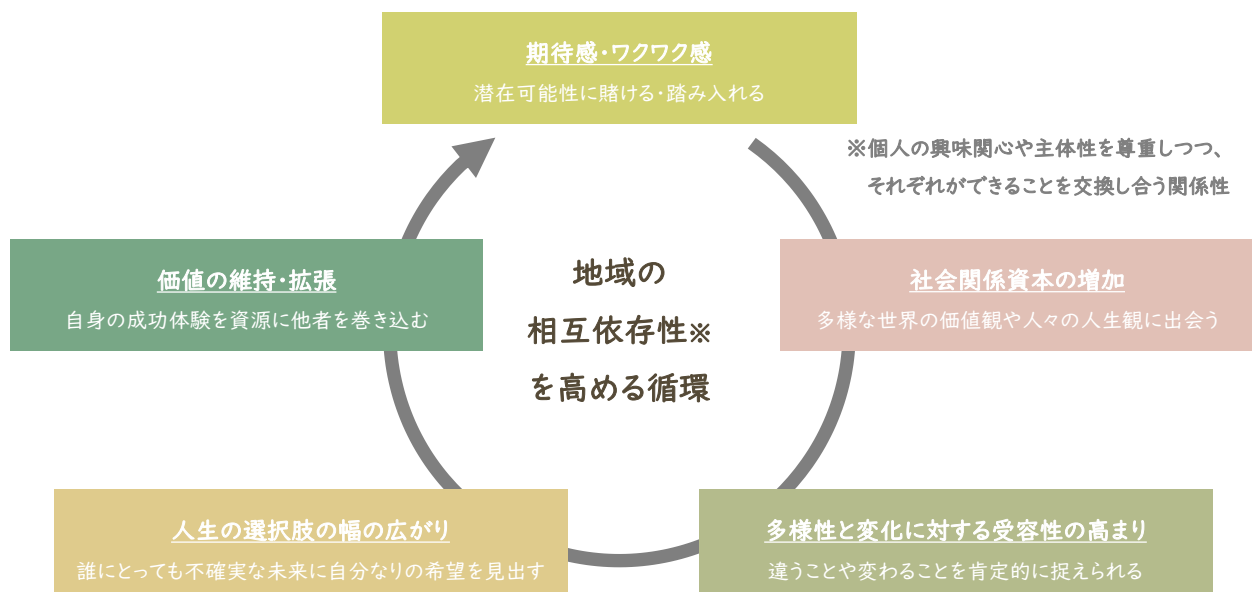 期待感・ワクワク感
潜在可能性に賭ける・踏み入れる
※個人の興味関心や主体性を尊重しつつ、
それぞれができることを交換し合う関係性
社会関係資本の増加
多様な世界の価値観や人々の人生観に出会う
多様性と変化に対する受容性の高まり
違うことや変わることを肯定的に捉えられる
人生の選択肢の幅の広がり
誰にとっても不確実な未来に自分なりの希望を見出す
価値の維持・拡張
自身の成功体験を資源に他者を巻き込む
地域の
相互依存性※
を高める循環